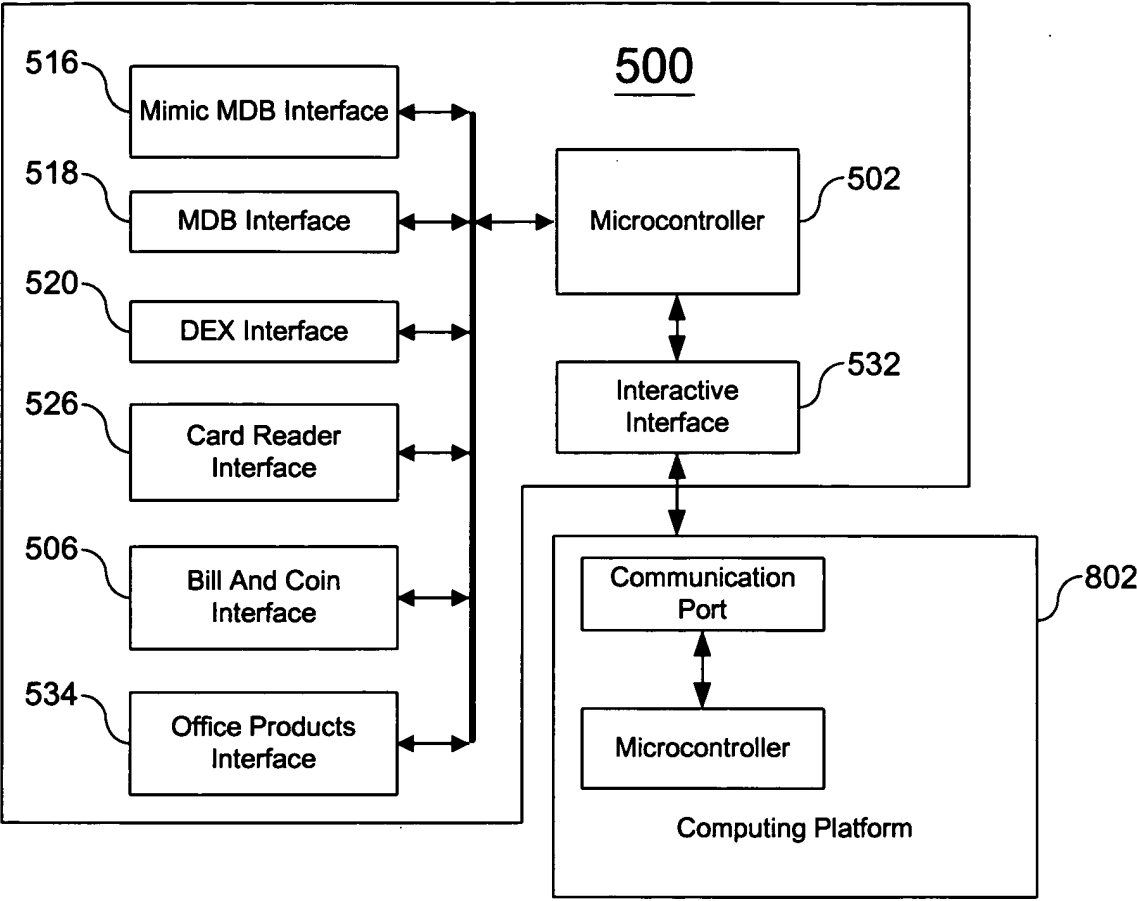 500
516
Mimic MDB Interface
518
MDB Interface
520
DEX Interface
526
Card Reader
Interface
506
Bill And Coin
Interface
534
Office Products
Interface
502
Microcontroller
532
Interactive
Interface
802
Communication
Port
Microcontroller
Computing Platform